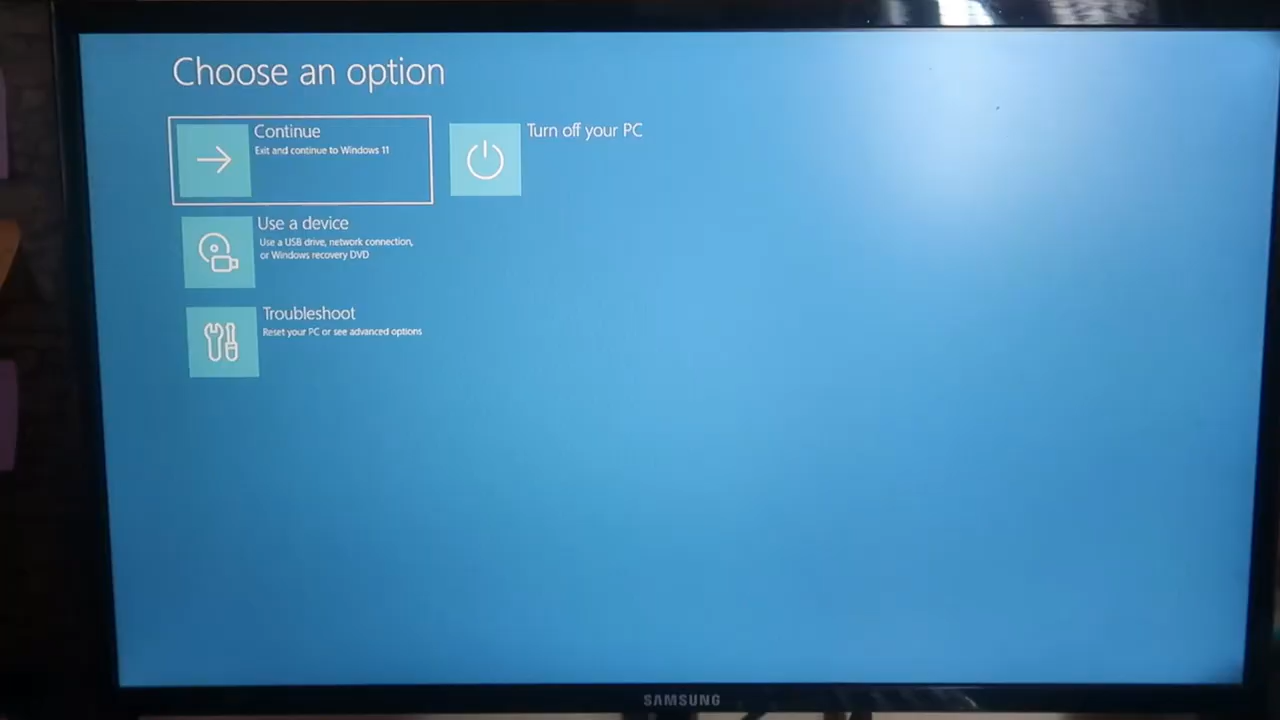 Choose an option
Continue
Exit and continue to Windows 11
Turn off your PC
Use a device
Use a USB drive, network connection,
or Windows recovery DVD
Troubleshoot
Reset your PC or see advanced options
SAMSUNG